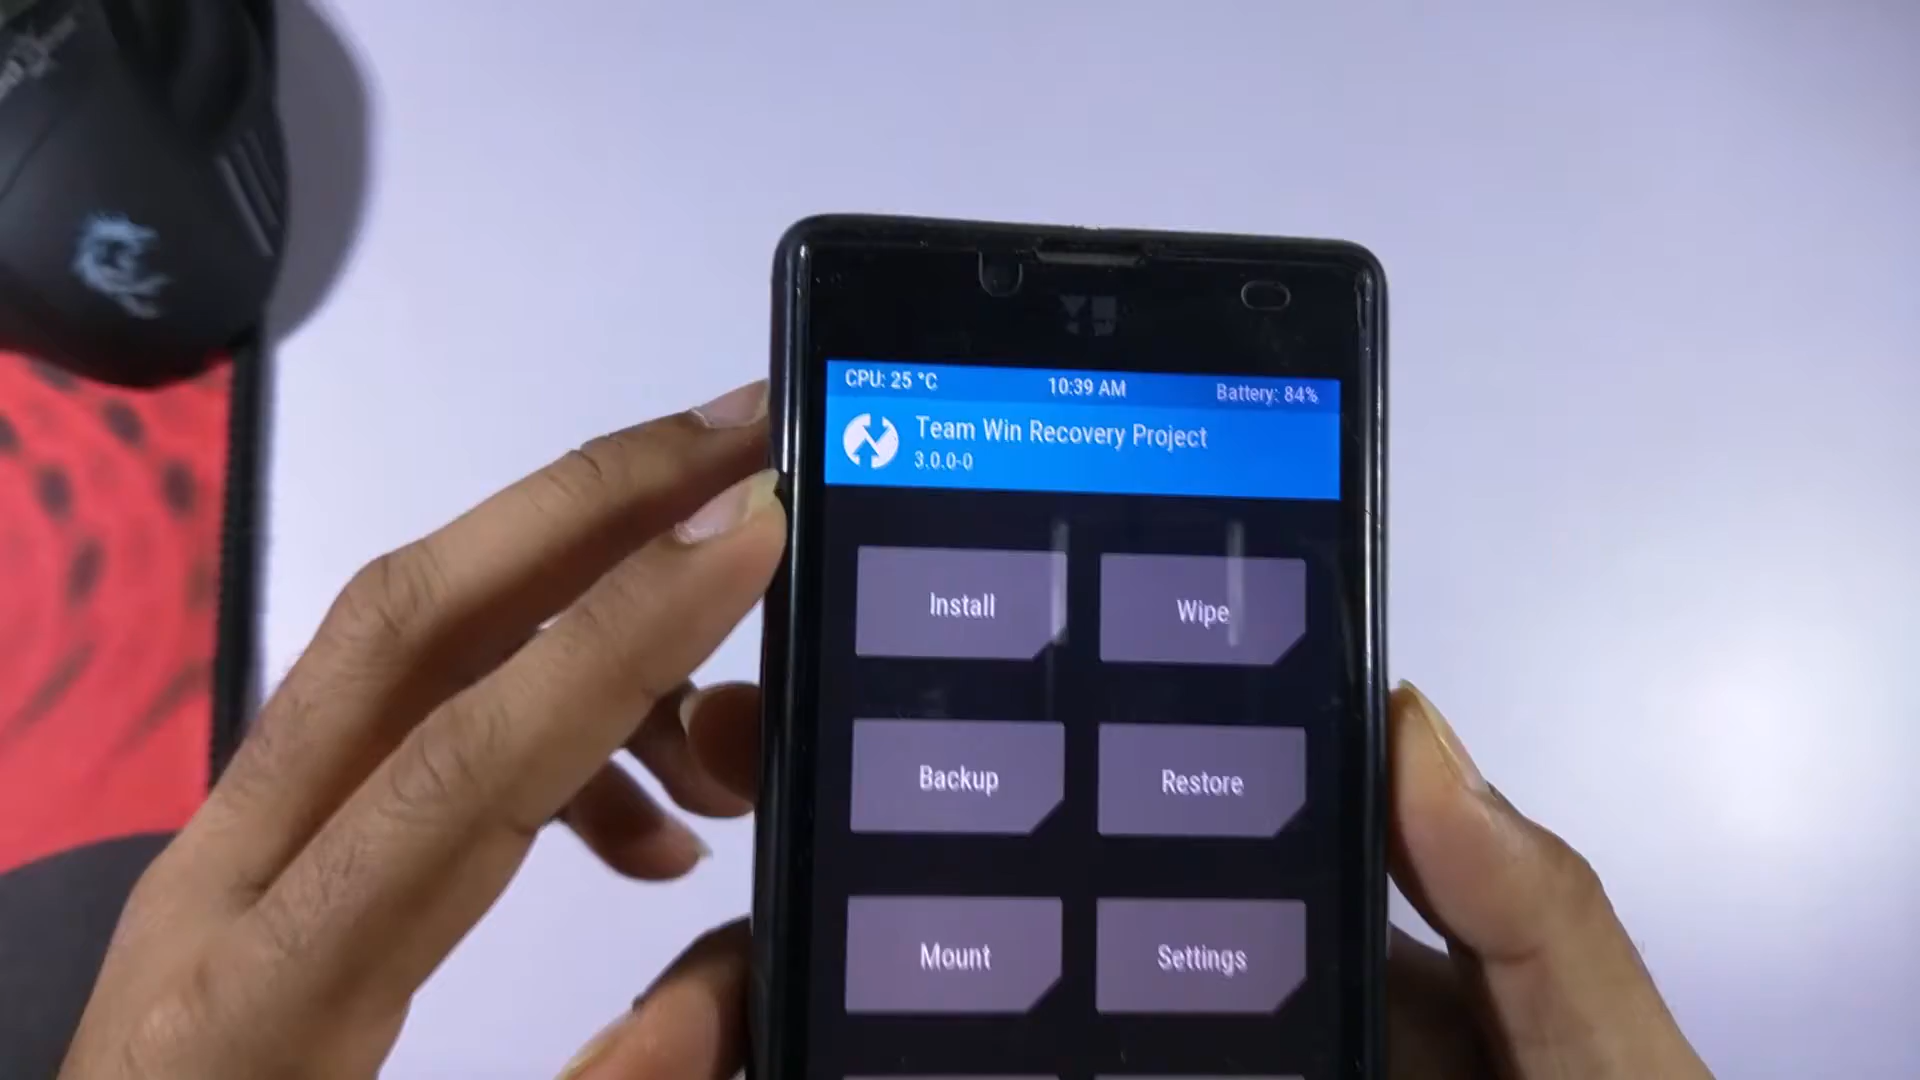 CPU: 25 °C
10:39 AM
Battery: 84%
Team Win Recovery Project
3.0.0-0
Install
Wipe
Backup
Restore
Mount
Settings